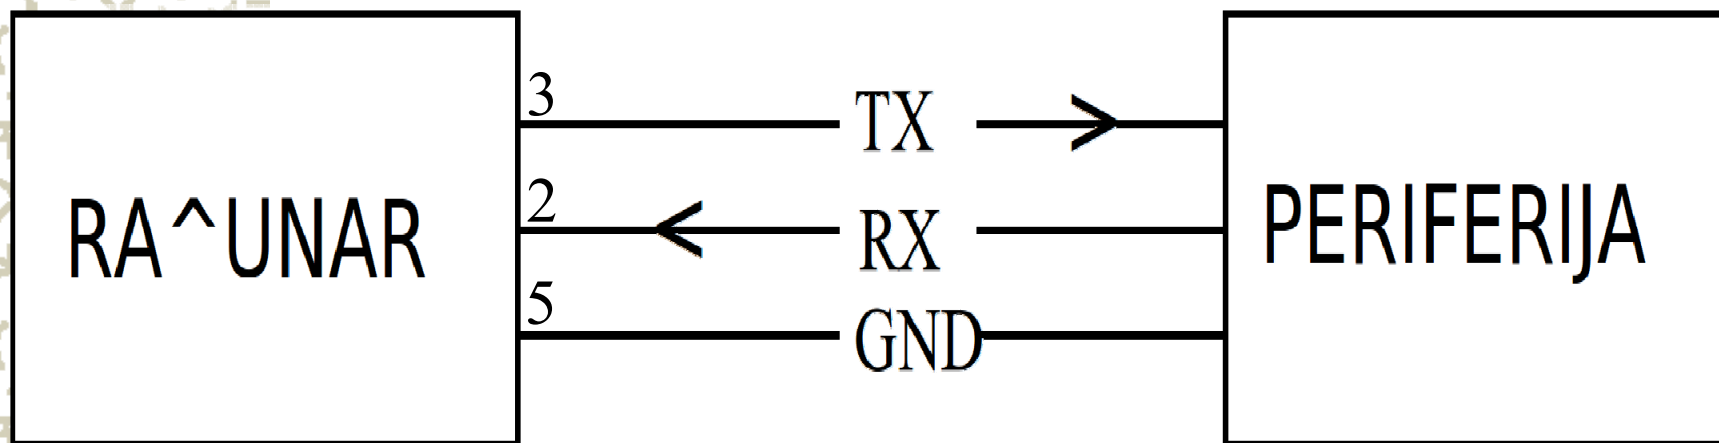 3
TX
2
RA^UNAR
RX
PERIFERIJA
5
GND